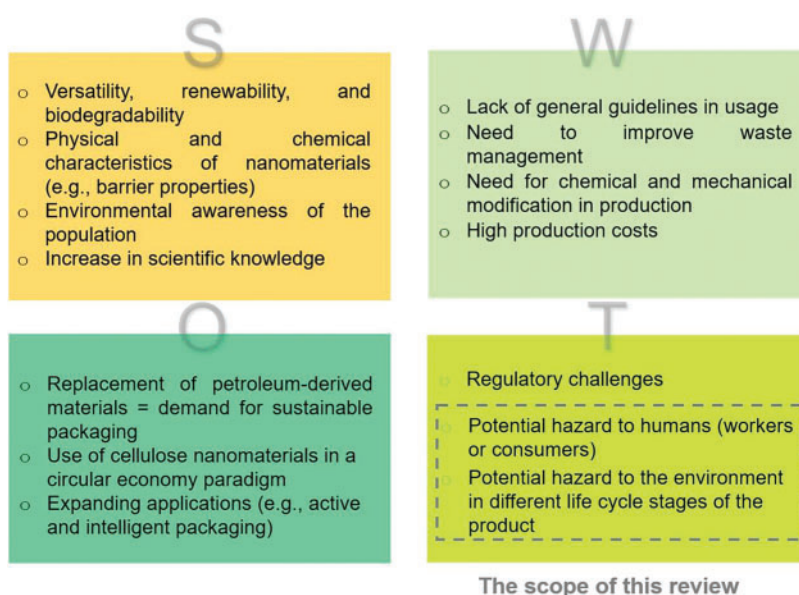 S
○ Versatility, renewability, and
biodegradability
○ Physical and chemical
characteristics of nanomaterials
(e.g., barrier properties)
○ Environmental awareness of the
population
○ Increase in scientific knowledge
W
○ Lack of general guidelines in usage
○ Need to improve waste
management
○ Need for chemical and mechanical
modification in production
○ High production costs
O
○ Replacement of petroleum-derived
materials = demand for sustainable
packaging
○ Use of cellulose nanomaterials in a
circular economy paradigm
○ Expanding applications (e.g., active
and intelligent packaging)
T
○ Regulatory challenges
○ Potential hazard to humans (workers
or consumers)
○ Potential hazard to the environment
in different life cycle stages of the
product
The scope of this review